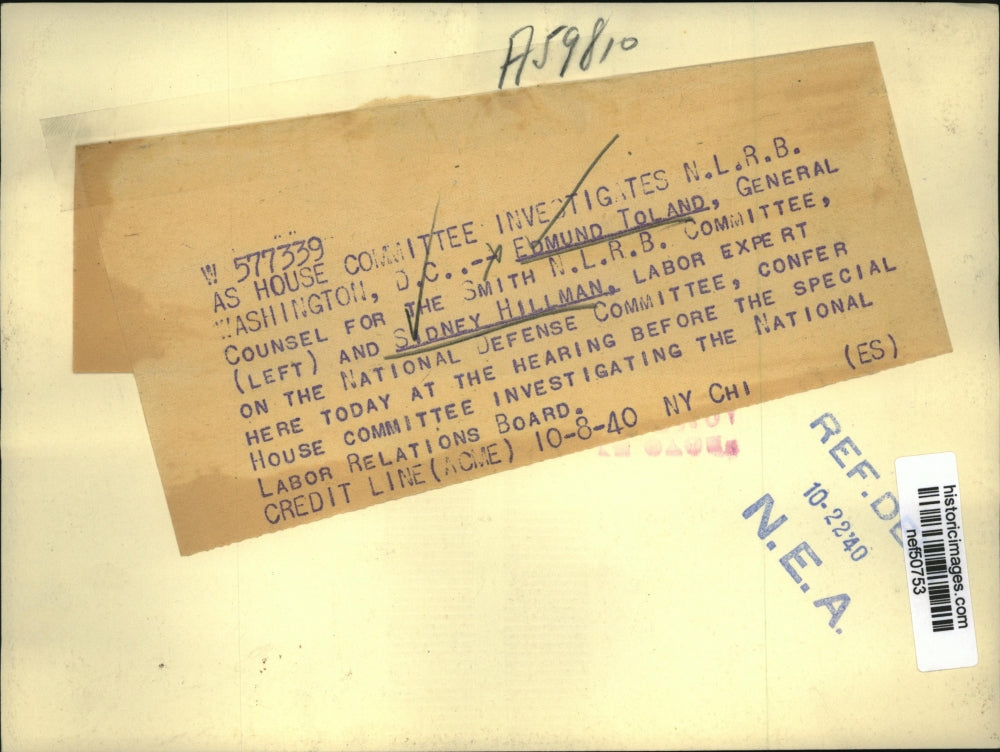 A59810
W 577339
AS HOUSE COMMITTEE INVESTIGATES N.L.R.B.
WASHINGTON, D.C..-- EDMUND TOLAND, GENERAL
COUNSEL FOR THE SMITH N.L.R.B. COMMITTEE,
(LEFT) AND SYDNEY HILLMAN, LABOR EXPERT
ON THE NATIONAL DEFENSE COMMITTEE, CONFER
HERE TODAY AT THE HEARING BEFORE THE SPECIAL
HOUSE COMMITTEE INVESTIGATING THE NATIONAL
LABOR RELATIONS BOARD. (ES)
CREDIT LINE (ACME) 10-8-40 NY CHI
REF. DE
10-22'40
N.E.A.
historicimages.com
nef50753